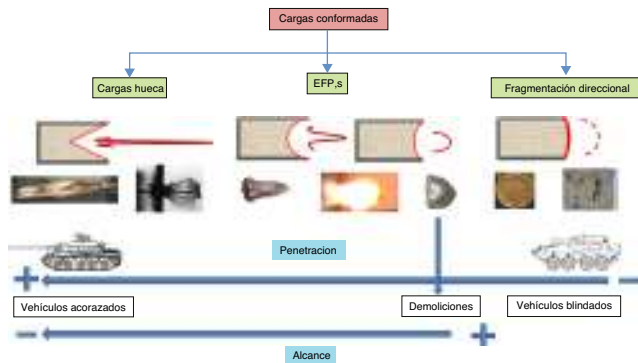 Cargas conformadas
Cargas hueca
EFP,s
Fragmentación direccional
Penetracion
Vehículos acorazados
Demoliciones
Vehículos blindados
Alcance